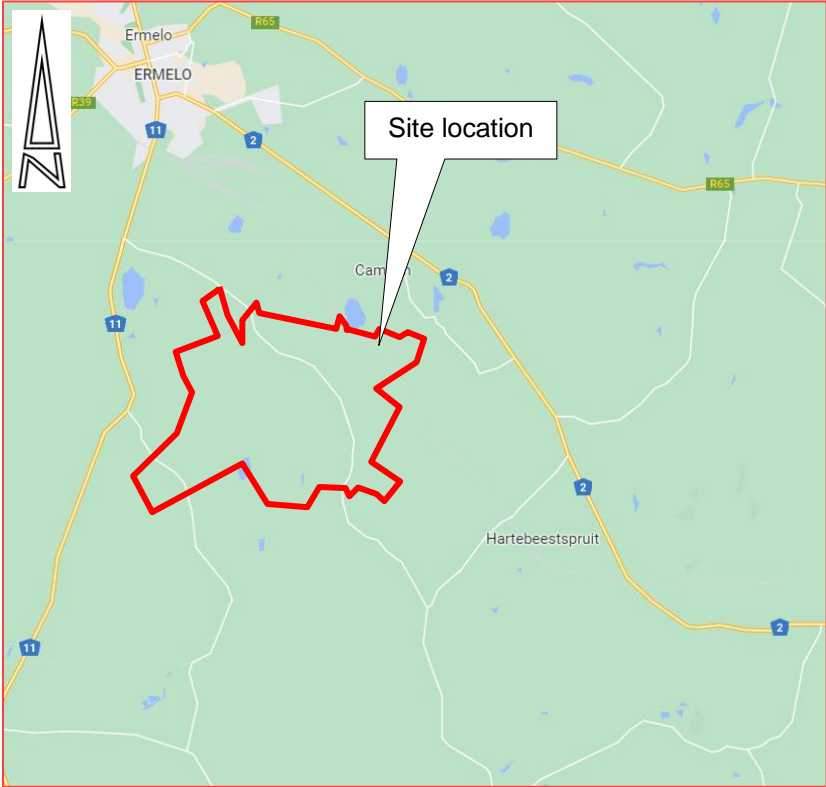 R65
Ermelo
ERMELO
R39
11
2
Site location
R65
2
11
2
Hartebeestspruit
2
11
N